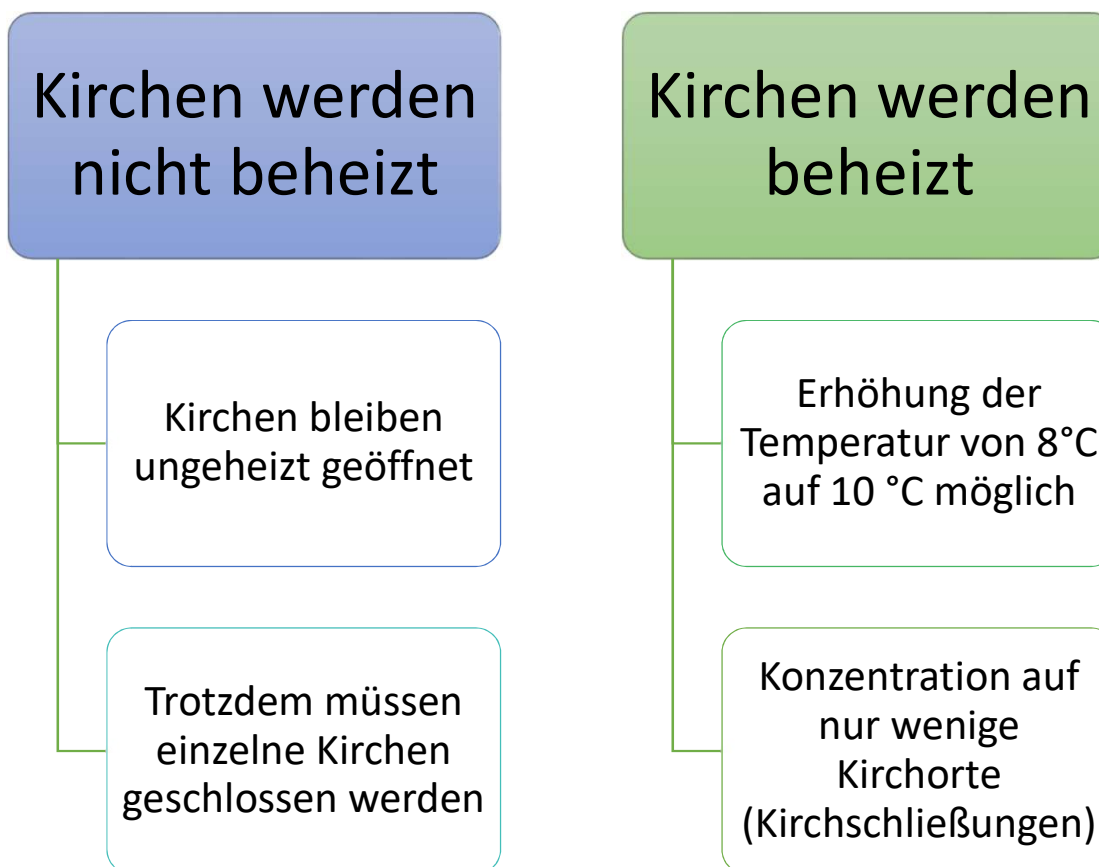 Kirchen werden
nicht beheizt
Kirchen bleiben
ungeheizt geöffnet
Trotzdem müssen
einzelne Kirchen
geschlossen werden
Kirchen werden
beheizt
Erhöhung der
Temperatur von 8°C
auf 10 °C möglich
Konzentration auf
nur wenige
Kirchorte
(Kirchschließungen)